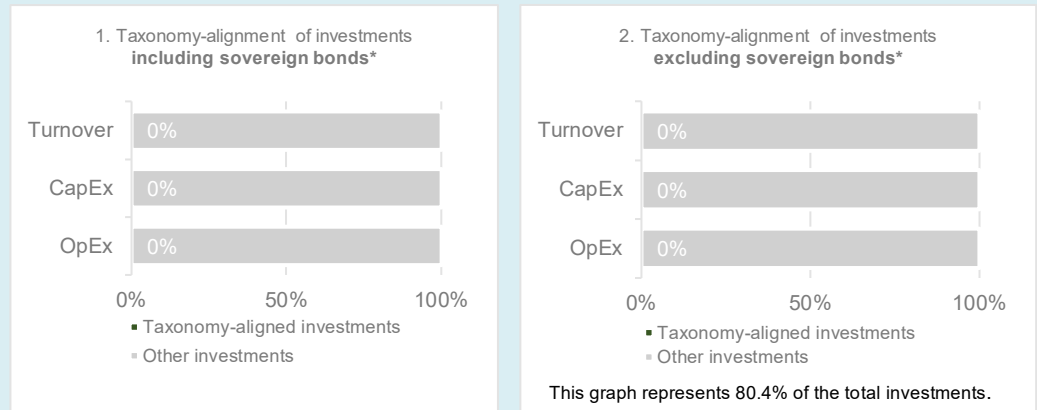 1. Taxonomy-alignment of investments
including sovereign bonds*
Turnover 0%
CapEx 0%
OpEx 0%
0% 50% 100%
Taxonomy-aligned investments
Other investments
2. Taxonomy-alignment of investments
excluding sovereign bonds*
Turnover 0%
CapEx 0%
OpEx 0%
0% 50% 100%
Taxonomy-aligned investments
Other investments
This graph represents 80.4% of the total investments.